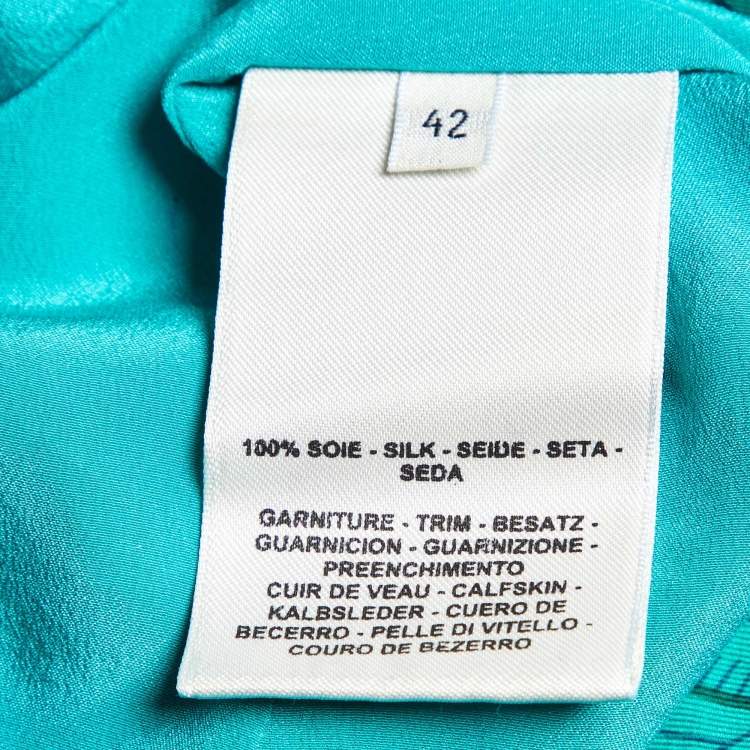 42
100% SOIE - SILK - SEIDE - SETA -
SEDA
GARNITURE - TRIM - BESATZ -
GUARNICION - GUARNIZIONE -
PREENCHIMENTO
CUIR DE VEAU - CALFSKIN -
KALBSLEDER - CUERO DE
BECERRO - PELLE DI VITELLO -
COURO DE BEZERRO